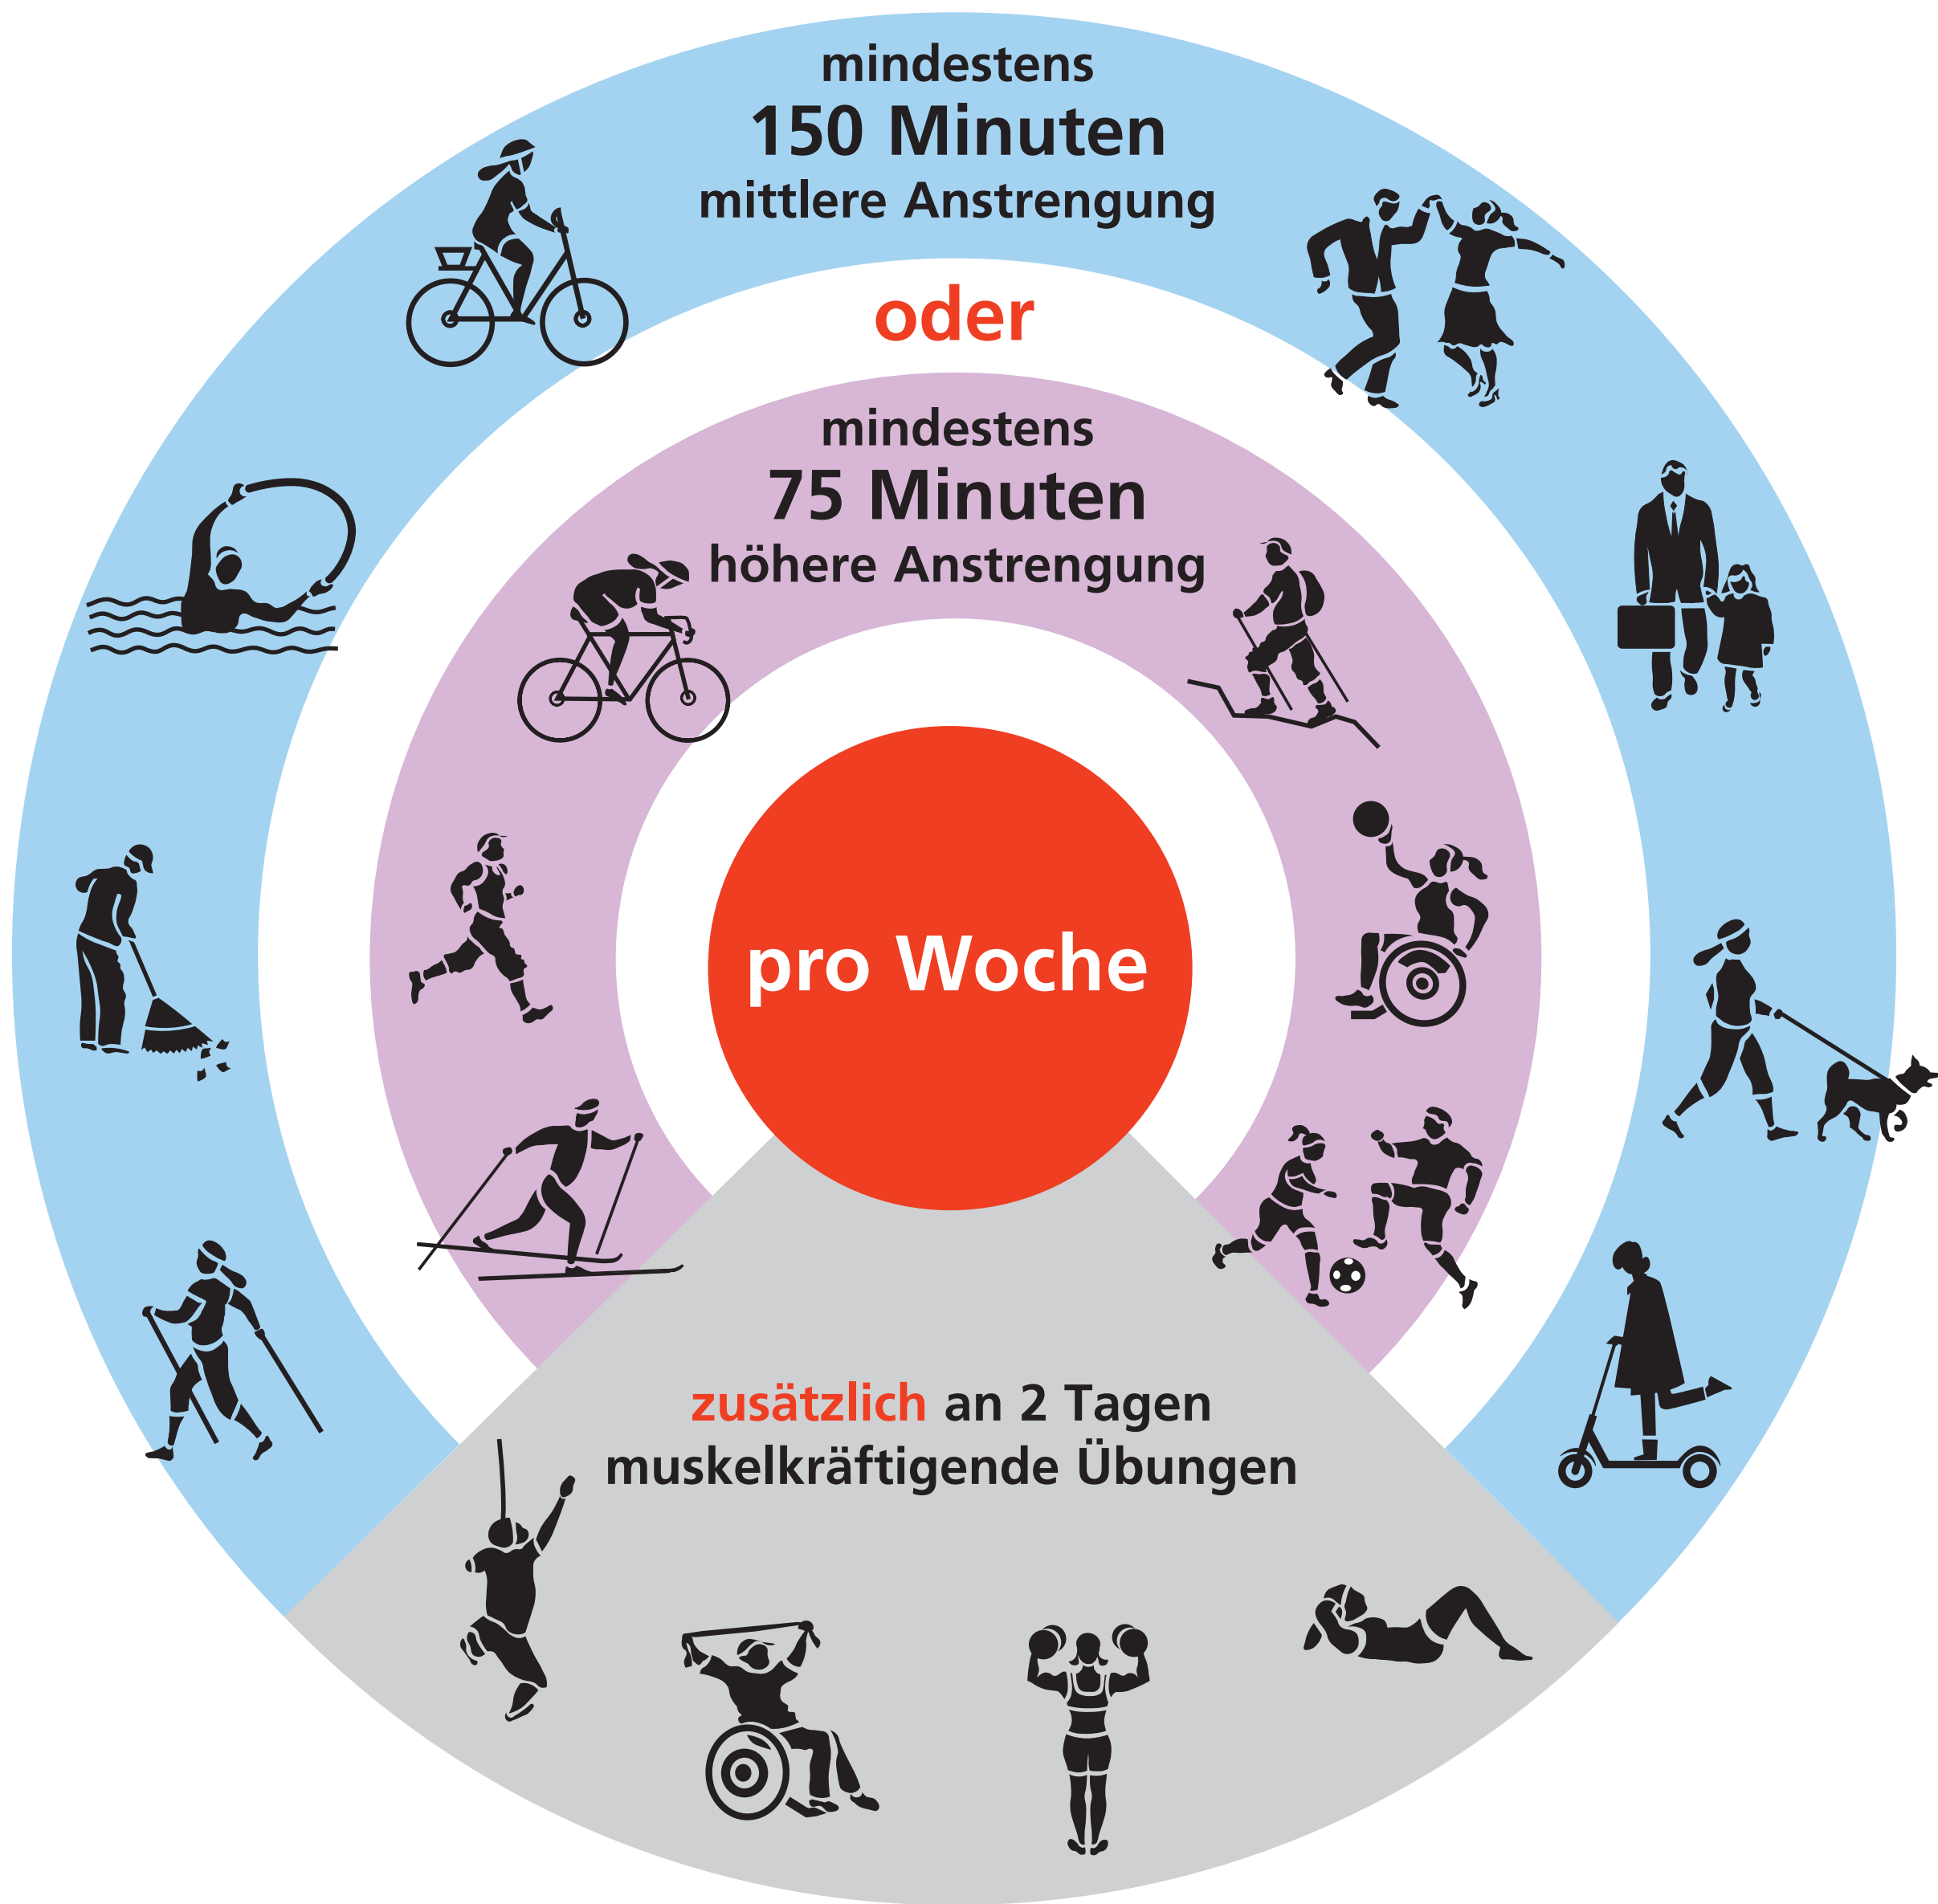 mindestens
150 Minuten
mittlere Anstrengung
oder
mindestens
75 Minuten
höhere Anstrengung
pro Woche
zusätzlich an 2 Tagen
muskelkräftigende Übungen